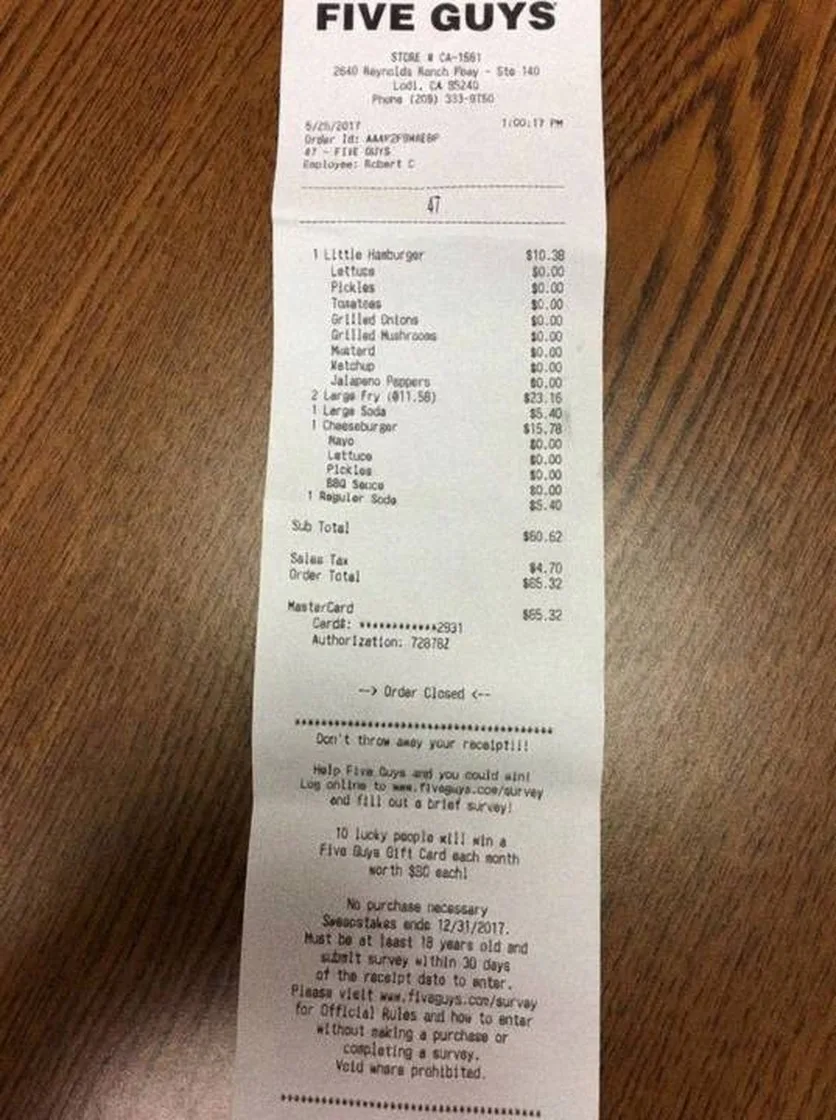 FIVE GUYS
STORE # CA-1561
2640 Reynolds Ranch Pkwy - Ste 140
Lodi, CA 95240
Phone (209) 333-9760
5/25/2017 1:00:17 PM
Order Id:
47 - FIVE GUYS
Employee: Robert C
47
1 Little Hamburger $10.38
Lettuce $0.00
Pickles $0.00
Tomatoes $0.00
Grilled Onions $0.00
Grilled Mushrooms $0.00
Mustard $0.00
Ketchup $0.00
Jalapeno Peppers $0.00
2 Large Fry (@11.58) $23.16
1 Large Soda $5.40
1 Cheeseburger $15.78
Mayo $0.00
Lettuce $0.00
Pickles $0.00
BBQ Sauce $0.00
1 Regular Soda $5.40
Sub Total $60.62
Sales Tax $4.70
Order Total $65.32
MasterCard $65.32
Card#: ************2931
Authorization: 728782
--> Order Closed <--
***************************************
Don't throw away your receipt!!!
Help Five Guys and you could win!
Log online to www.fiveguys.com/survey
and fill out a brief survey!
10 lucky people will win a
Five Guys Gift Card each month
worth each!
No purchase necessary
Sweepstakes ends 12/31/2017.
Must be at least 18 years old and
submit survey within 30 days
of the receipt date to enter.
Please visit www.fiveguys.com/survey
for Official Rules and how to enter
without making a purchase or
completing a survey.
Void where prohibited.
***************************************